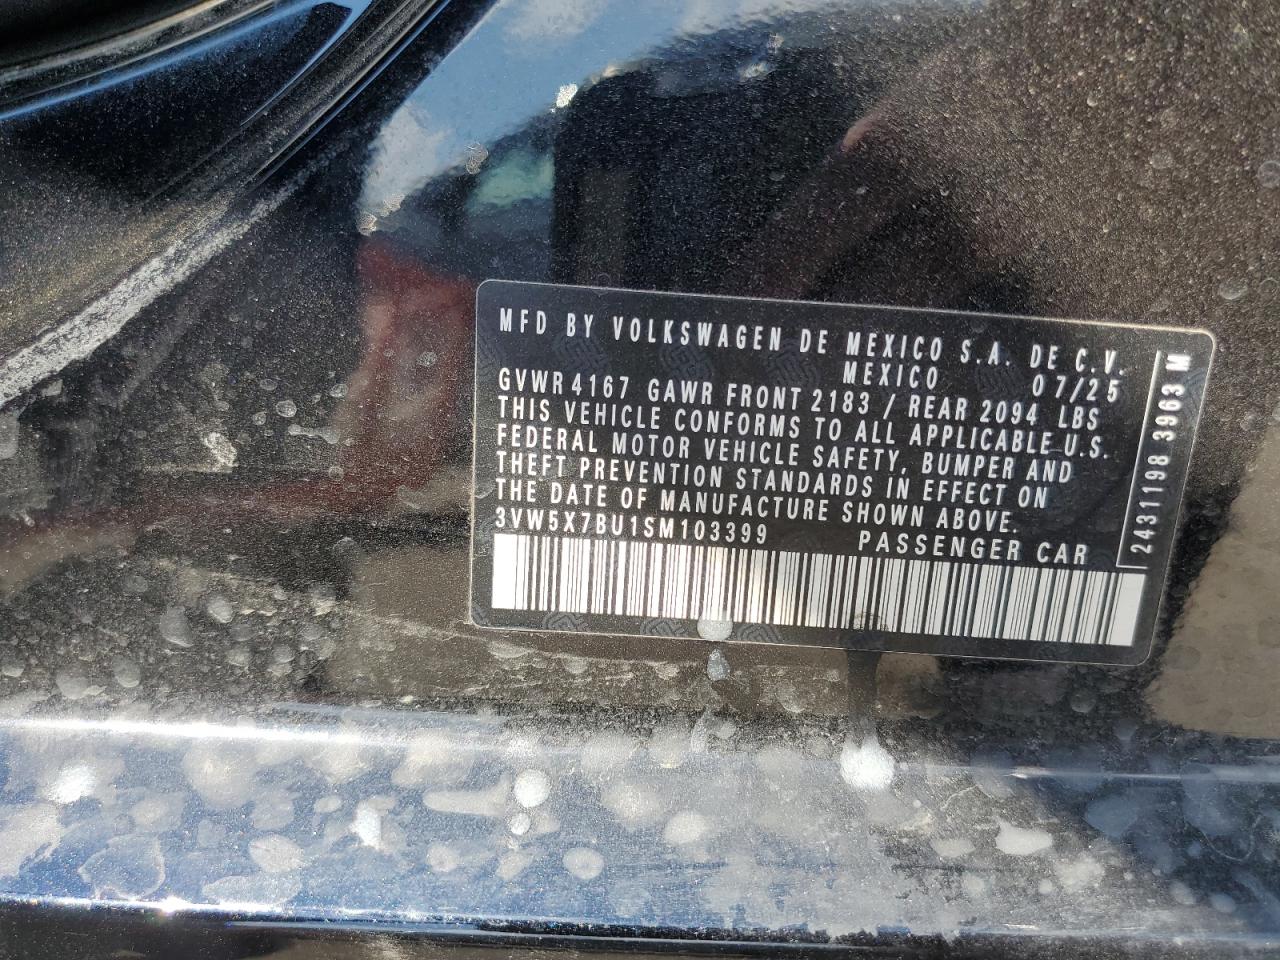 MFD BY VOLKSWAGEN DE MEXICO S.A. DE C.V.
MEXICO 07/25
GVWR 4167 GAWR FRONT 2183 / REAR 2094 LBS
THIS VEHICLE CONFORMS TO ALL APPLICABLE U.S.
FEDERAL MOTOR VEHICLE SAFETY, BUMPER AND
THEFT PREVENTION STANDARDS IN EFFECT ON
THE DATE OF MANUFACTURE SHOWN ABOVE.
3VW5X7BU1SM103399 PASSENGER CAR
2431198 3963 M